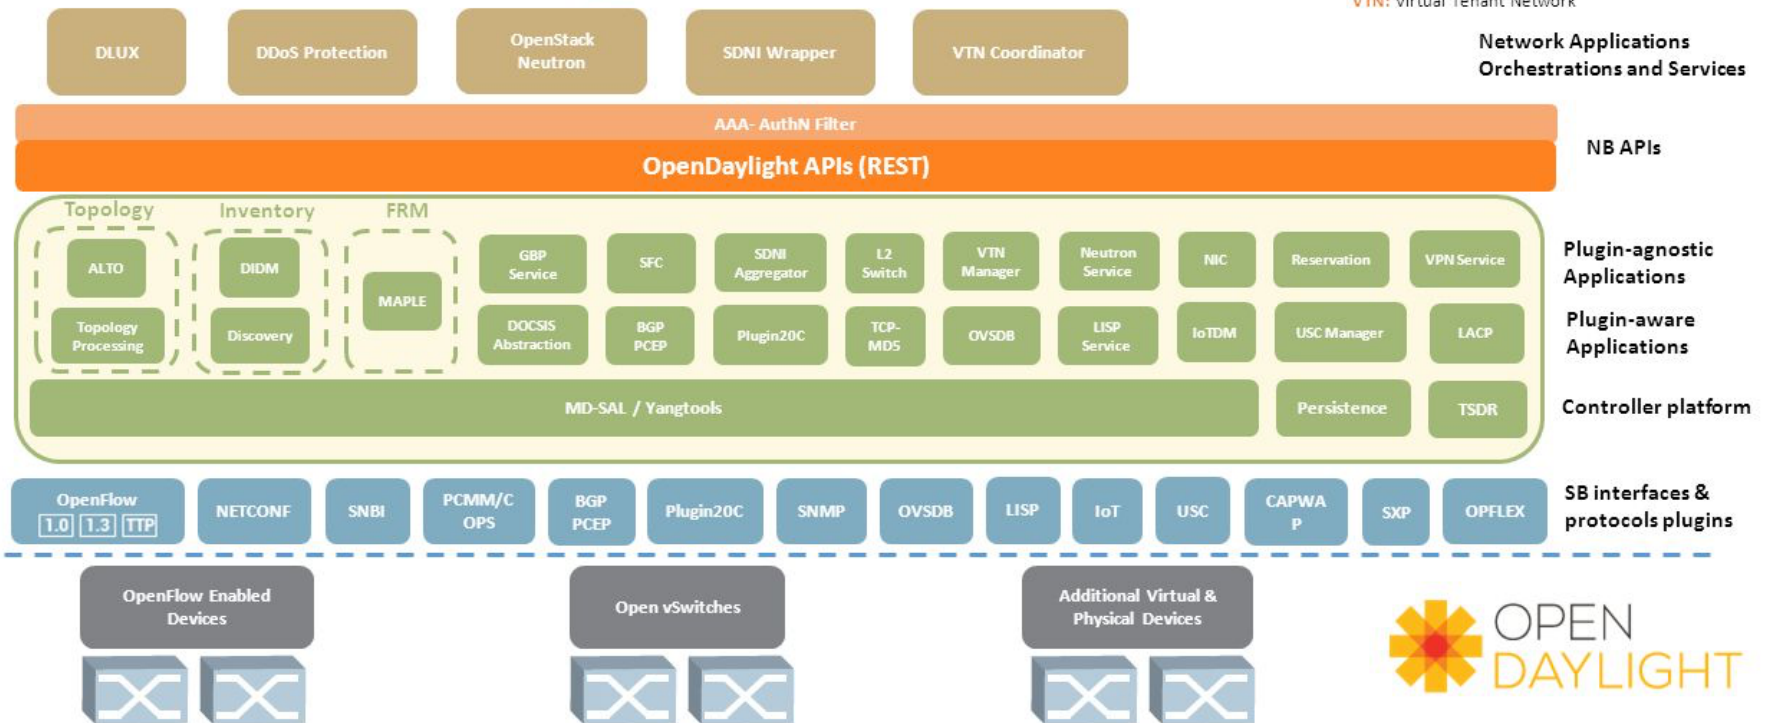 VTN: Virtual Tenant Network
DLUX
DDoS Protection
OpenStack
Neutron
SDNI Wrapper
VTN Coordinator
Network Applications
Orchestrations and Services
AAA- AuthN Filter
OpenDaylight APIs (REST)
NB APIs
Topology
Inventory
FRM
ALTO
DIDM
MAPLE
GBP
Service
SFC
SDNI
Aggregator
L2
Switch
VTN
Manager
Neutron
Service
NIC
Reservation
VPN Service
Plugin-agnostic
Applications
Topology
Processing
Discovery
DOCSIS
Abstraction
BGP
PCEP
Plugin20C
TCP-
MD5
OVSDB
LISP
Service
IoTDM
USC Manager
LACP
Plugin-aware
Applications
MD-SAL / Yangtools
Persistence
TSDR
Controller platform
OpenFlow
1.0 1.3 TTP
NETCONF
SNBI
PCMM/C
OPS
BGP
PCEP
Plugin20C
SNMP
OVSDB
LISP
IoT
USC
CAPWA
P
SXP
OPFLEX
SB interfaces &
protocols plugins
OpenFlow Enabled
Devices
Open vSwitches
Additional Virtual &
Physical Devices
OPEN
DAYLIGHT